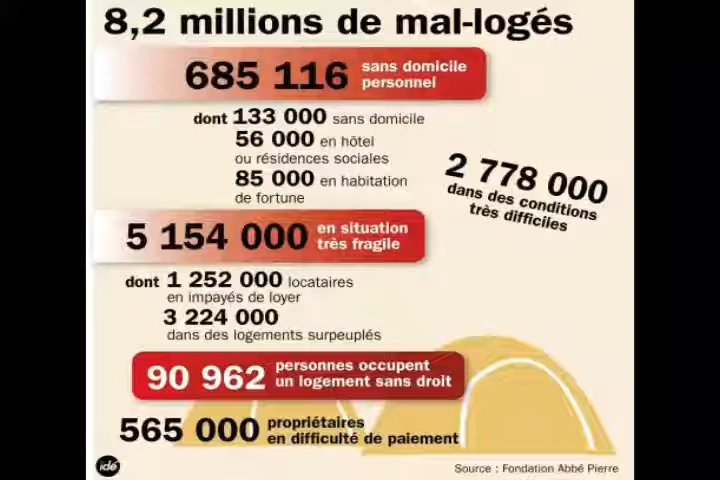 8,2 millions de mal-logés
685 116 sans domicile
personnel
dont 133 000 sans domicile
56 000 en hôtel
ou résidences sociales
85 000 en habitation
de fortune
2 778 000
dans des conditions
très difficiles
5 154 000 en situation
très fragile
dont 1 252 000 locataires
en impayés de loyer
3 224 000
dans des logements surpeuplés
90 962 personnes occupent
un logement sans droit
565 000 propriétaires
en difficulté de paiement
idé
Source : Fondation Abbé Pierre